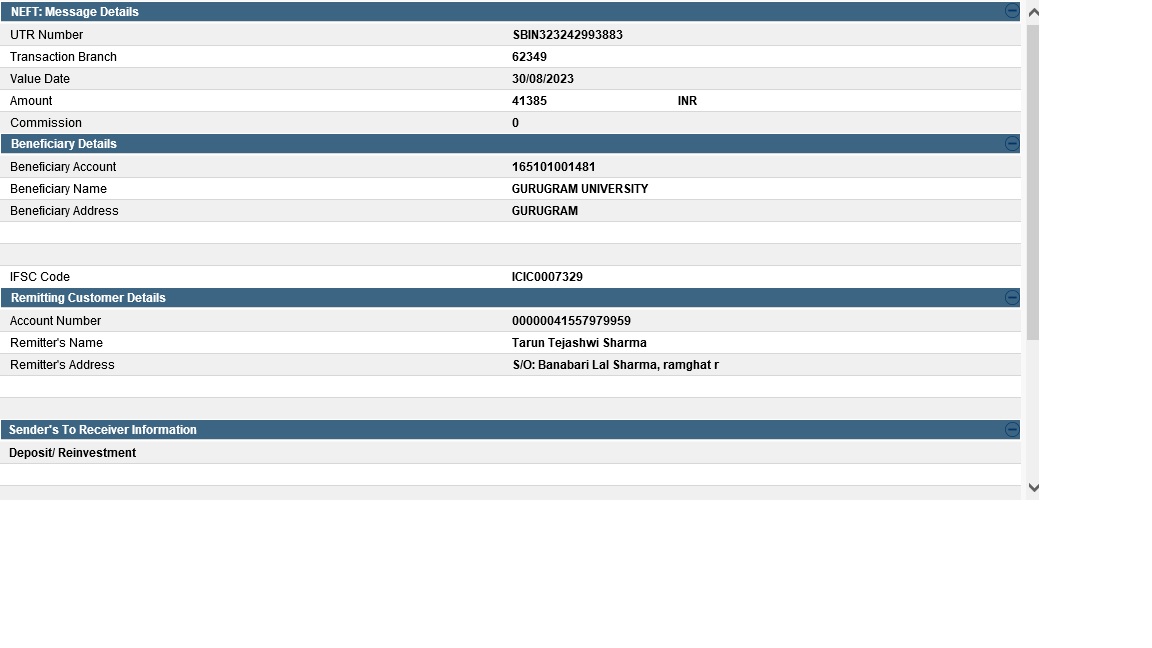 NEFT: Message Details
UTR Number SBIN323242993883
Transaction Branch 62349
Value Date 30/08/2023
Amount 41385 INR
Commission 0
Beneficiary Details
Beneficiary Account 165101001481
Beneficiary Name GURUGRAM UNIVERSITY
Beneficiary Address GURUGRAM
IFSC Code ICIC0007329
Remitting Customer Details
Account Number 00000041557979959
Remitter's Name Tarun Tejashwi Sharma
Remitter's Address S/O: Banabari Lal Sharma, ramghat r
Sender's To Receiver Information
Deposit/ Reinvestment